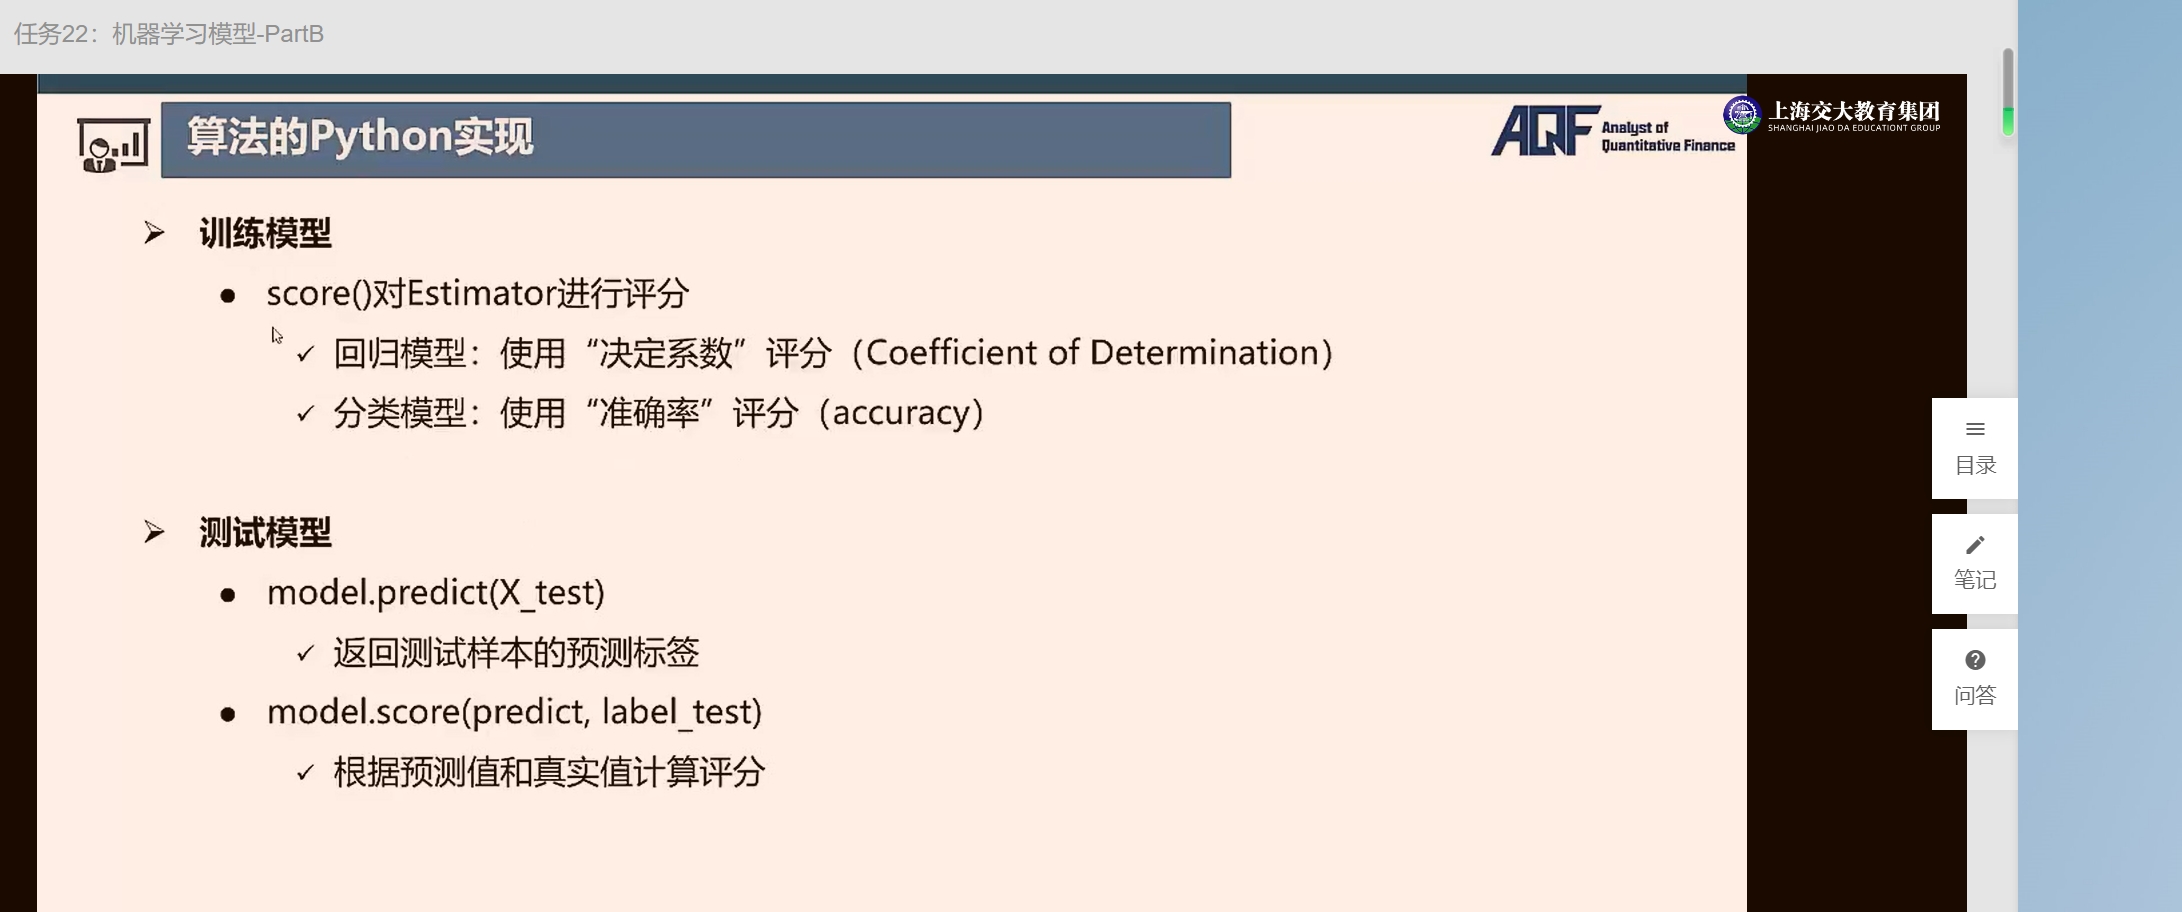 任务22：机器学习模型-PartB
算法的Python实现
AQF Analyst of Quantitative Finance
上海交大教育集团
SHANGHAI JIAO DA EDUCATIONT GROUP
训练模型
score()对Estimator进行评分
回归模型：使用“决定系数”评分（Coefficient of Determination）
分类模型：使用“准确率”评分（accuracy）
测试模型
model.predict(X_test)
返回测试样本的预测标签
model.score(predict, label_test)
根据预测值和真实值计算评分
目录
笔记
问答